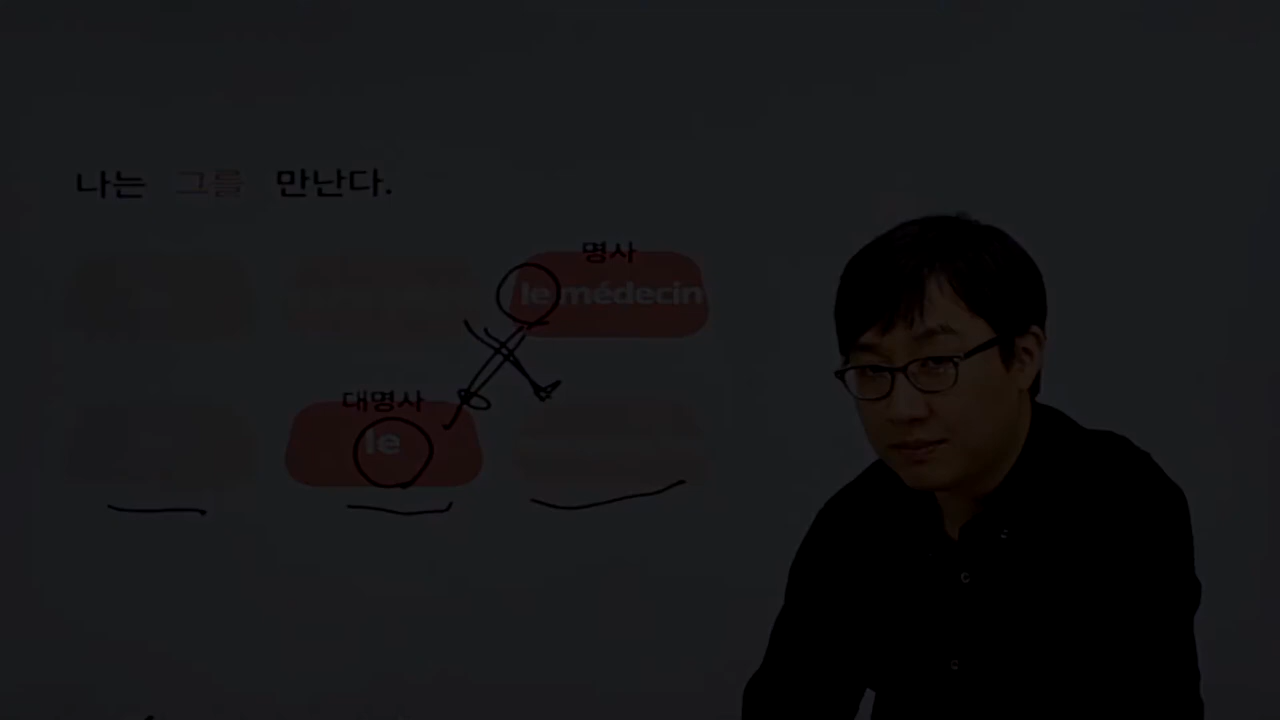 나는 그를 만난다.
명사
le médecin
대명사
le